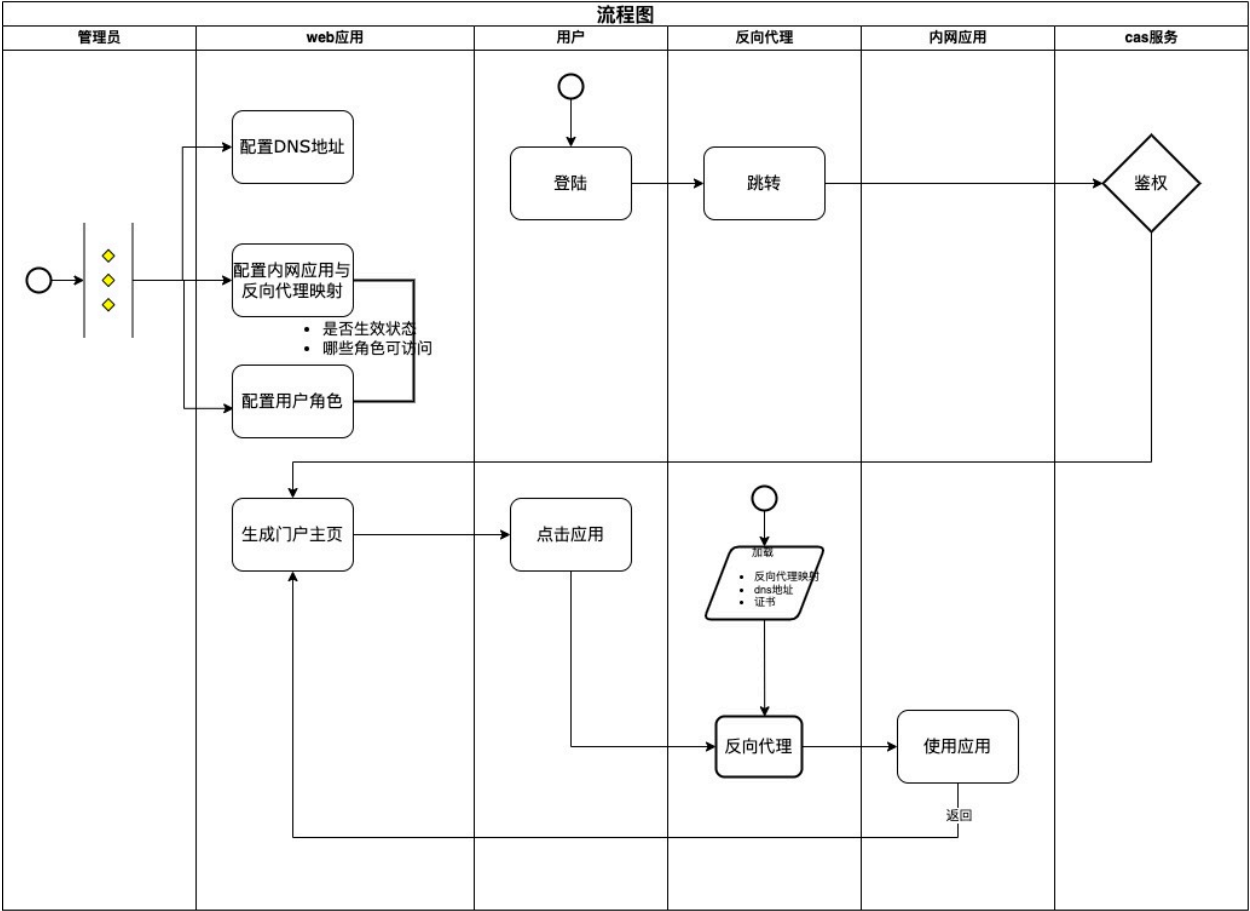 流程图
管理员
web应用
用户
反向代理
内网应用
cas服务
配置DNS地址
登陆
跳转
鉴权
配置内网应用与
反向代理映射
• 是否生效状态
• 哪些角色可访问
配置用户角色
生成门户主页
点击应用
加载
• 反向代理映射
• dns地址
• 证书
反向代理
使用应用
返回